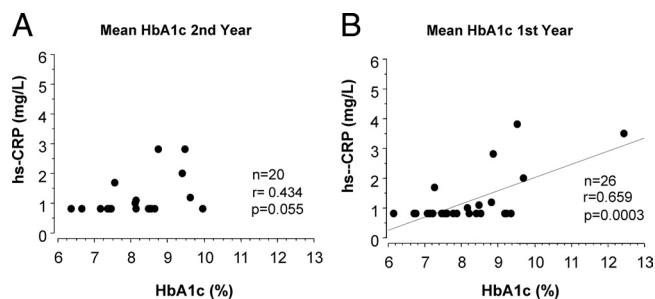 A
Mean HbA1c 2nd Year
hs-CRP (mg/L)
6
5
4
3
2
1
0
n=20
r= 0.434
p=0.055
5 6 7 8 9 10 11 12 13
HbA1c (%)
B
Mean HbA1c 1st Year
hs--CRP (mg/L)
6
5
4
3
2
1
0
n=26
r=0.659
p=0.0003
6 7 8 9 10 11 12 13
HbA1c (%)